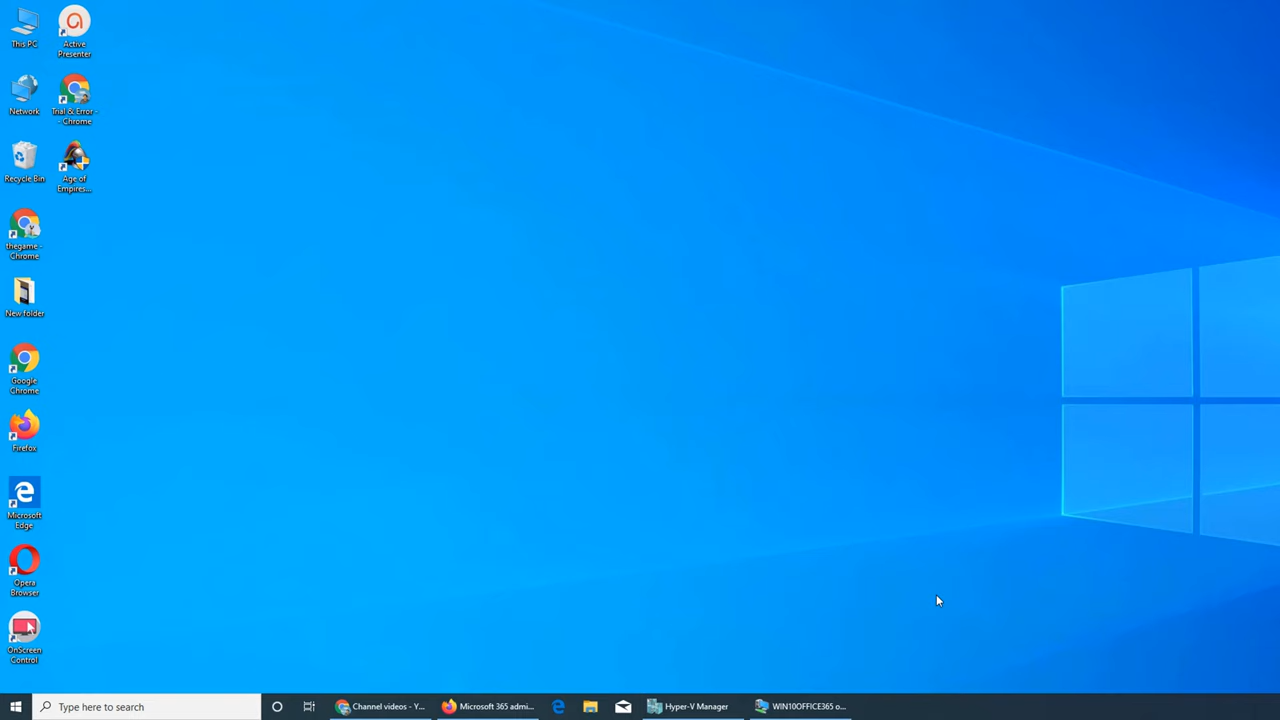 This PC
Active
Presenter
Network
Trial & Error -
- Chrome
Recycle Bin
Age of
Empires...
thegame -
Chrome
New folder
Google
Chrome
Firefox
Microsoft
Edge
Opera
Browser
OnScreen
Control
Type here to search
Channel videos - Y...
Microsoft 365 admi...
Hyper-V Manager
WIN10OFFICE365 o...